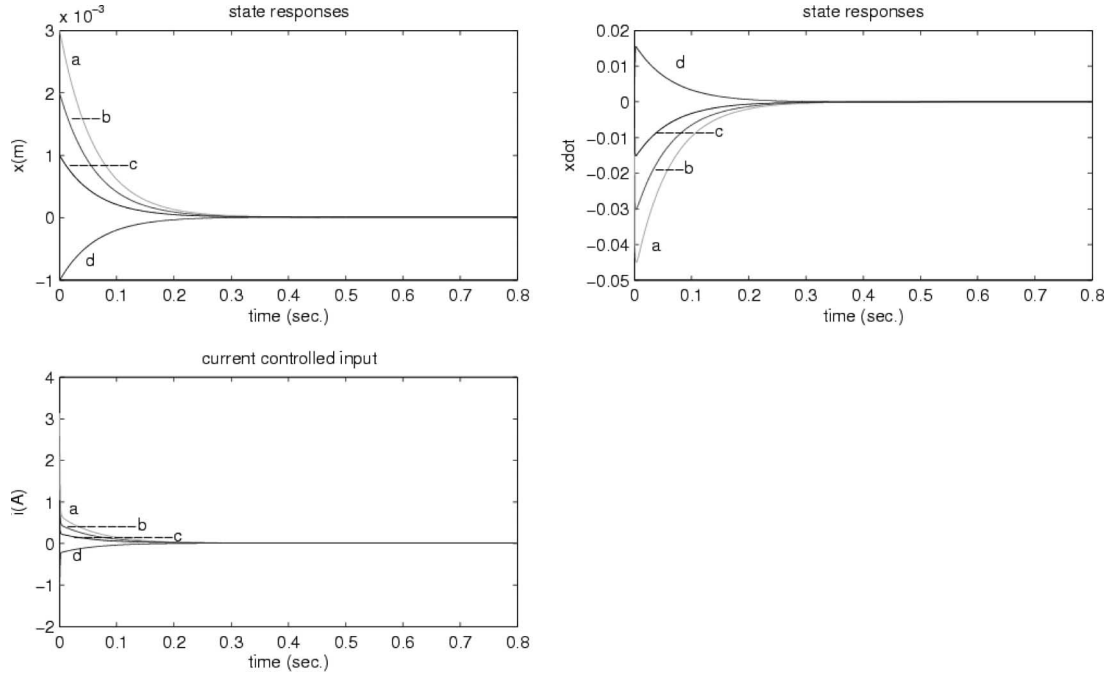 state responses
x 10⁻³
3
2
1
0
−1
x(m)
a
b
c
d
0 0.1 0.2 0.3 0.4 0.5 0.6 0.7 0.8
time (sec.)
state responses
0.02
0.01
0
−0.01
−0.02
−0.03
−0.04
−0.05
xdot
d
c
b
a
0 0.1 0.2 0.3 0.4 0.5 0.6 0.7 0.8
time (sec.)
current controlled input
4
3
2
1
0
−1
−2
i(A)
a
b
c
d
0 0.1 0.2 0.3 0.4 0.5 0.6 0.7 0.8
time (sec.)